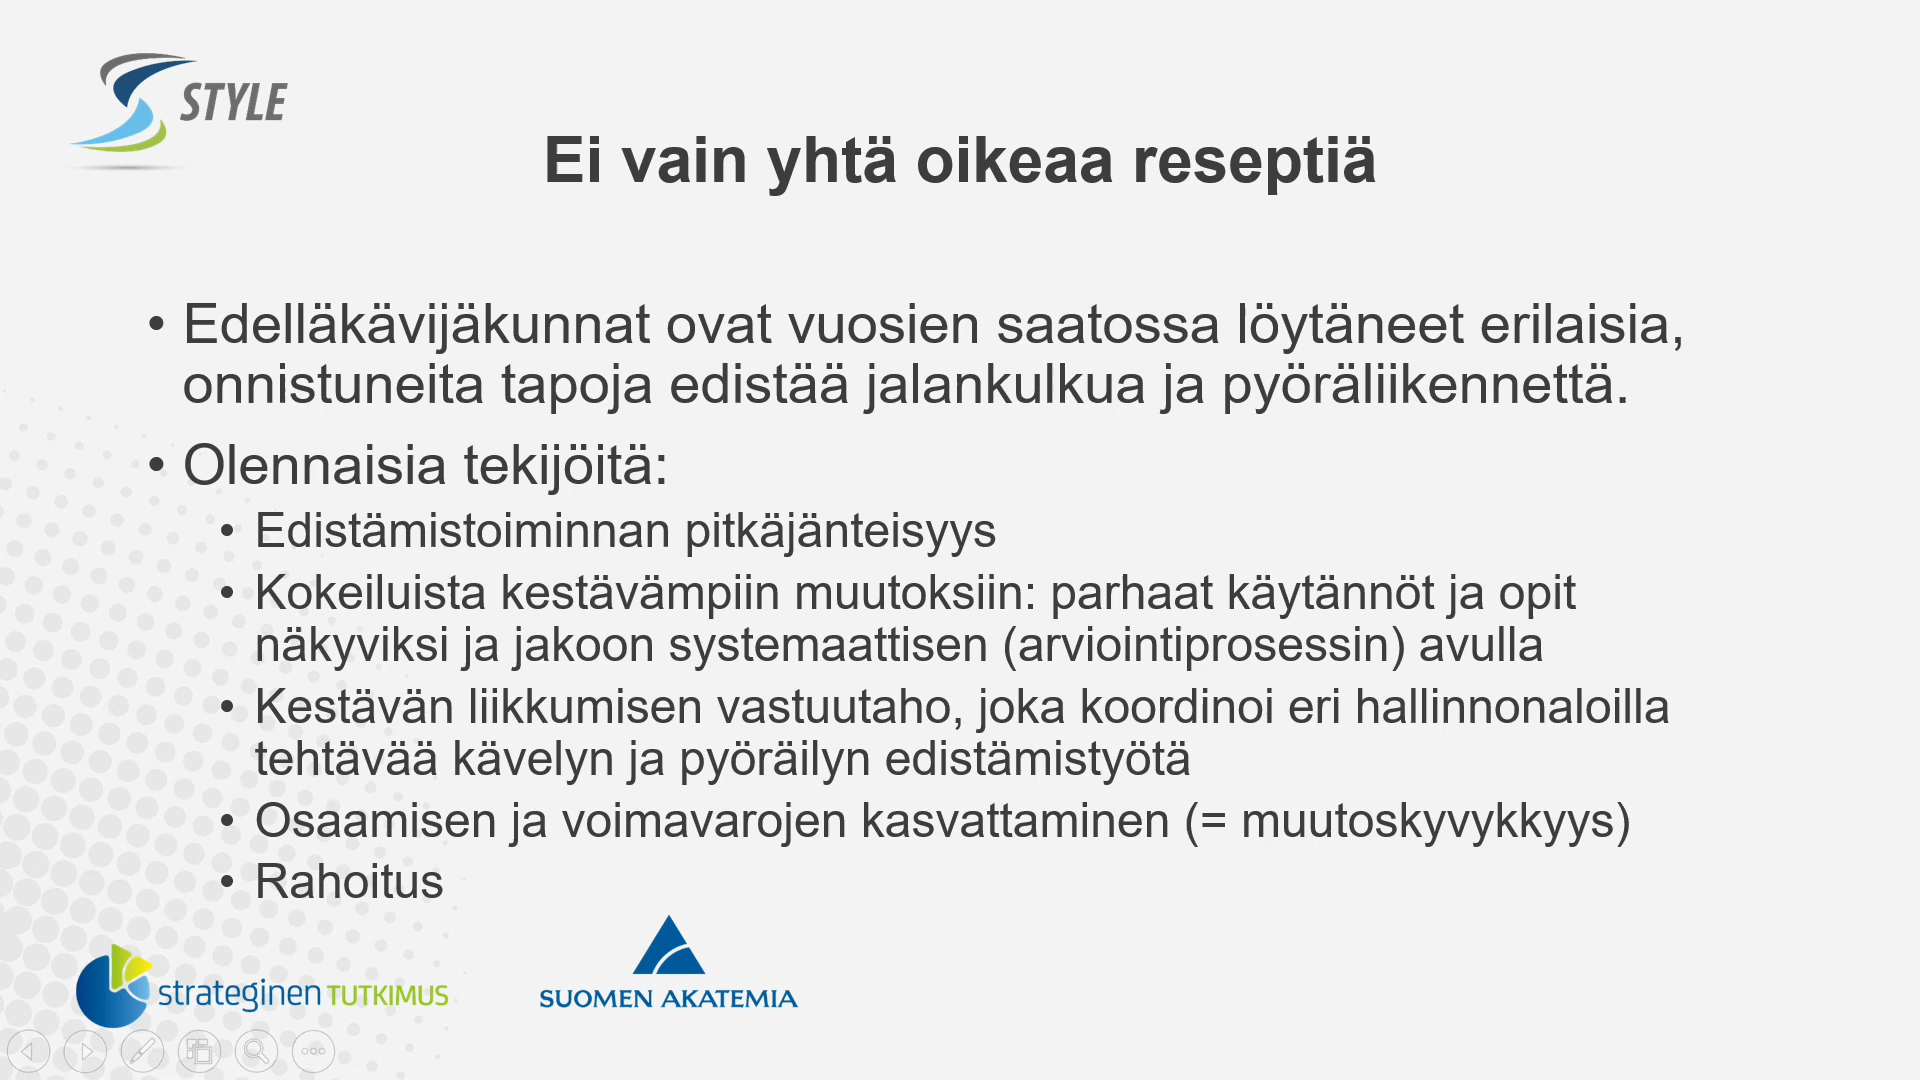 STYLE
Ei vain yhtä oikeaa reseptiä
• Edelläkävijäkunnat ovat vuosien saatossa löytäneet erilaisia,
onnistuneita tapoja edistää jalankulkua ja pyöräliikennettä.
• Olennaisia tekijöitä:
• Edistämistoiminnan pitkäjänteisyys
• Kokeiluista kestävämpiin muutoksiin: parhaat käytännöt ja opit
näkyviksi ja jakoon systemaattisen (arviointiprosessin) avulla
• Kestävän liikkumisen vastuutaho, joka koordinoi eri hallinnonaloilla
tehtävää kävelyn ja pyöräilyn edistämistyötä
• Osaamisen ja voimavarojen kasvattaminen (= muutoskyvykkyys)
• Rahoitus
strateginen TUTKIMUS
SUOMEN AKATEMIA